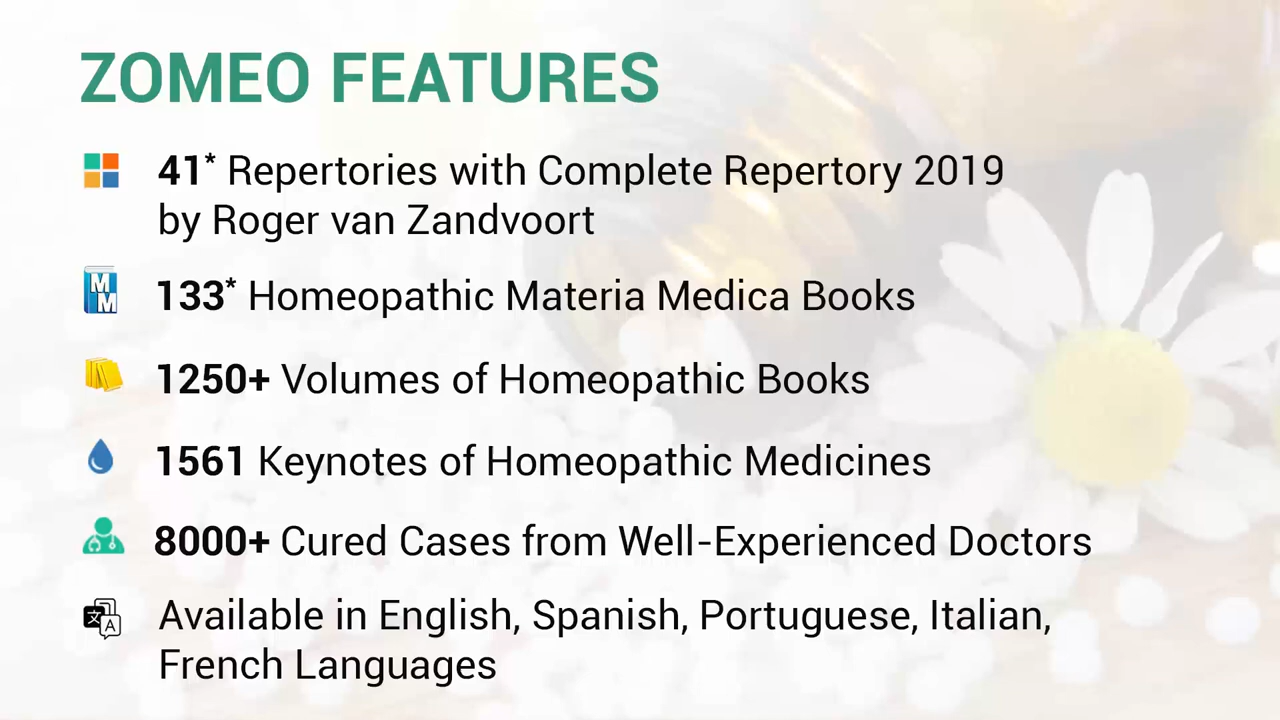 ZOMEO FEATURES
41* Repertories with Complete Repertory 2019
by Roger van Zandvoort
133* Homeopathic Materia Medica Books
1250+ Volumes of Homeopathic Books
1561 Keynotes of Homeopathic Medicines
8000+ Cured Cases from Well-Experienced Doctors
Available in English, Spanish, Portuguese, Italian,
French Languages